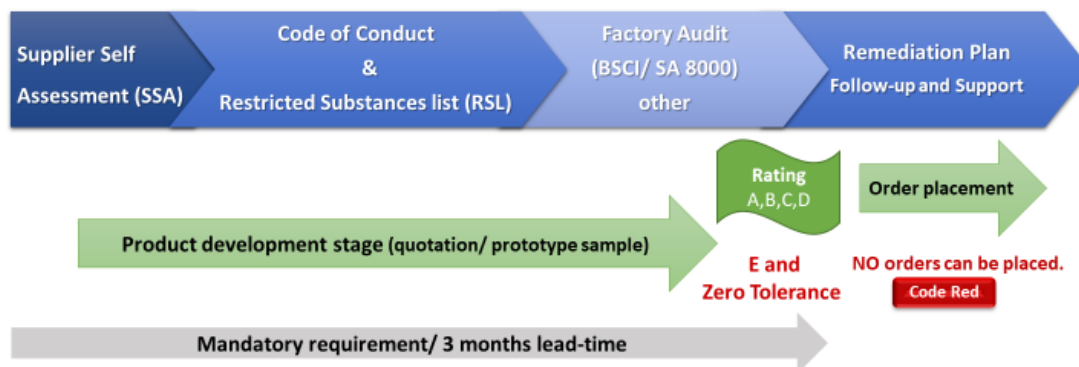 Supplier Self
Assessment (SSA)
Code of Conduct
&
Restricted Substances list (RSL)
Factory Audit
(BSCI/ SA 8000)
other
Remediation Plan
Follow-up and Support
Rating
A,B,C,D
Order placement
Product development stage (quotation/ prototype sample)
E and
Zero Tolerance
NO orders can be placed.
Code Red
Mandatory requirement/ 3 months lead-time